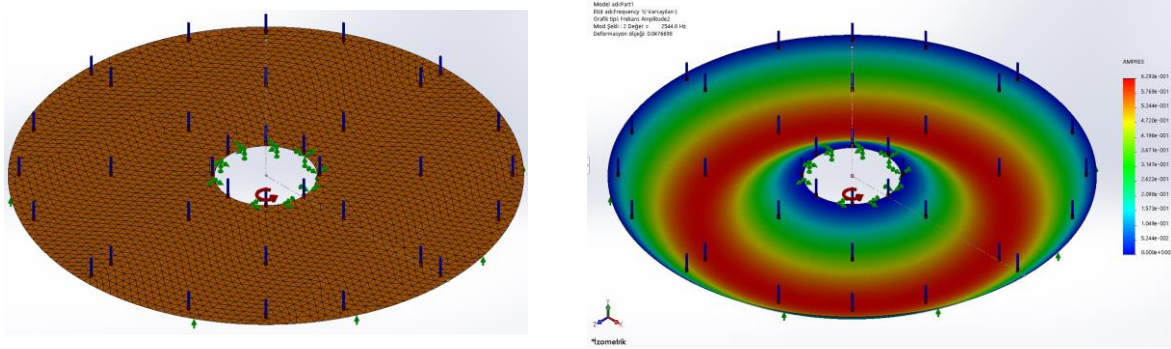 Model adı:Part1
Etüt adı:Frequency 1(-Varsayılan-)
Grafik tipi: Frekans Amplitude2
Mod Şekli : 2 Değer = 2544.8 Hz
Deformasyon ölçeği: 0.0476698
AMPRES
6.293e-001
5.769e-001
5.244e-001
4.720e-001
4.196e-001
3.671e-001
3.147e-001
2.622e-001
2.098e-001
1.573e-001
1.049e-001
5.244e-002
0.000e+000
Y
Z
X
*İzometrik